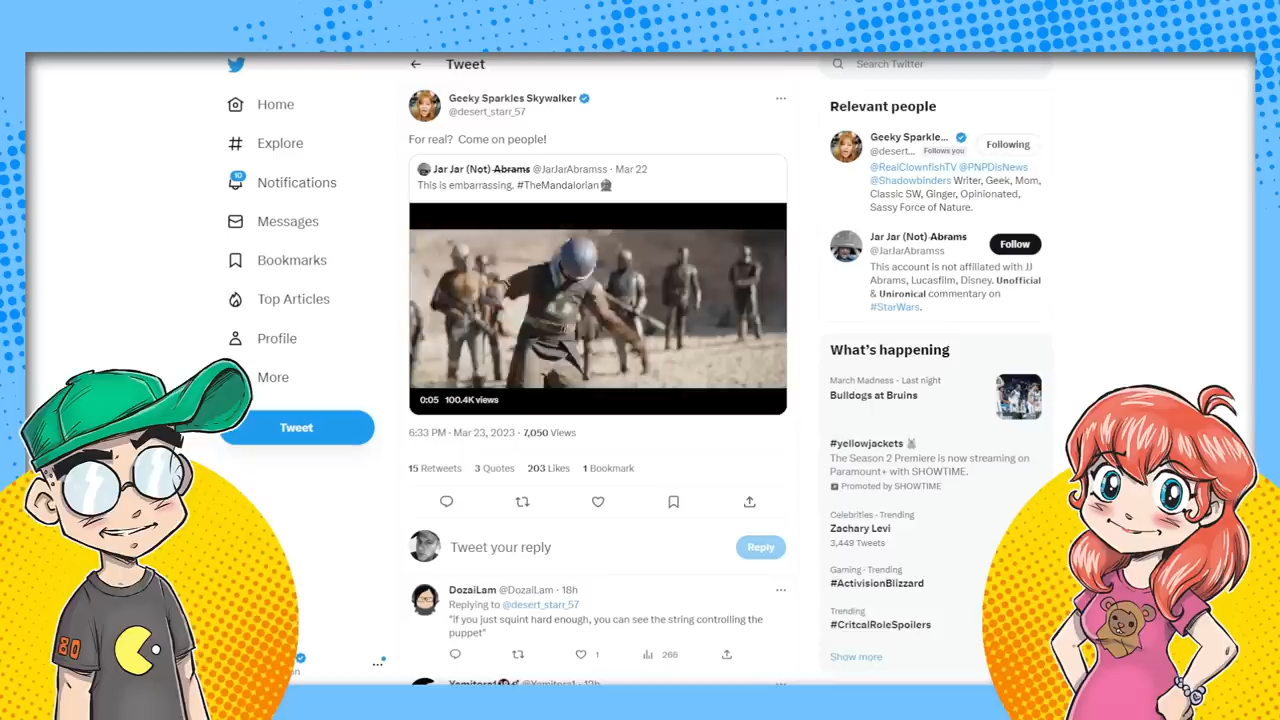 Tweet
Search Twitter
Home
Explore
10
Notifications
Messages
Bookmarks
Top Articles
Profile
More
Tweet
Geeky Sparkles Skywalker
@desert_starr_57
For real? Come on people!
Jar Jar (Not) Abrams @JarJarAbramss · Mar 22
This is embarrassing. #TheMandalorian
0:05 100.4K views
6:33 PM · Mar 23, 2023 · 7,050 Views
15 Retweets 3 Quotes 203 Likes 1 Bookmark
Tweet your reply
Reply
DozaiLam @DozaiLam · 18h
Replying to @desert_starr_57
"if you just squint hard enough, you can see the string controlling the
puppet"
1
266
Relevant people
Geeky Sparkle...
@desert... Follows you
Following
@RealClownfishTV @PNPDisNews
@Shadowbinders Writer, Geek, Mom,
Classic SW, Ginger, Opinionated,
Sassy Force of Nature.
Jar Jar (Not) Abrams
@JarJarAbramss
Follow
This account is not affiliated with JJ
Abrams, Lucasfilm, Disney. Unofficial
& Unironical commentary on
#StarWars.
What's happening
March Madness · Last night
Bulldogs at Bruins
#yellowjackets
The Season 2 Premiere is now streaming on
Paramount+ with SHOWTIME.
Promoted by SHOWTIME
Celebrities · Trending
Zachary Levi
3,449 Tweets
Gaming · Trending
#ActivisionBlizzard
Trending
#CritcalRoleSpoilers
Show more
80